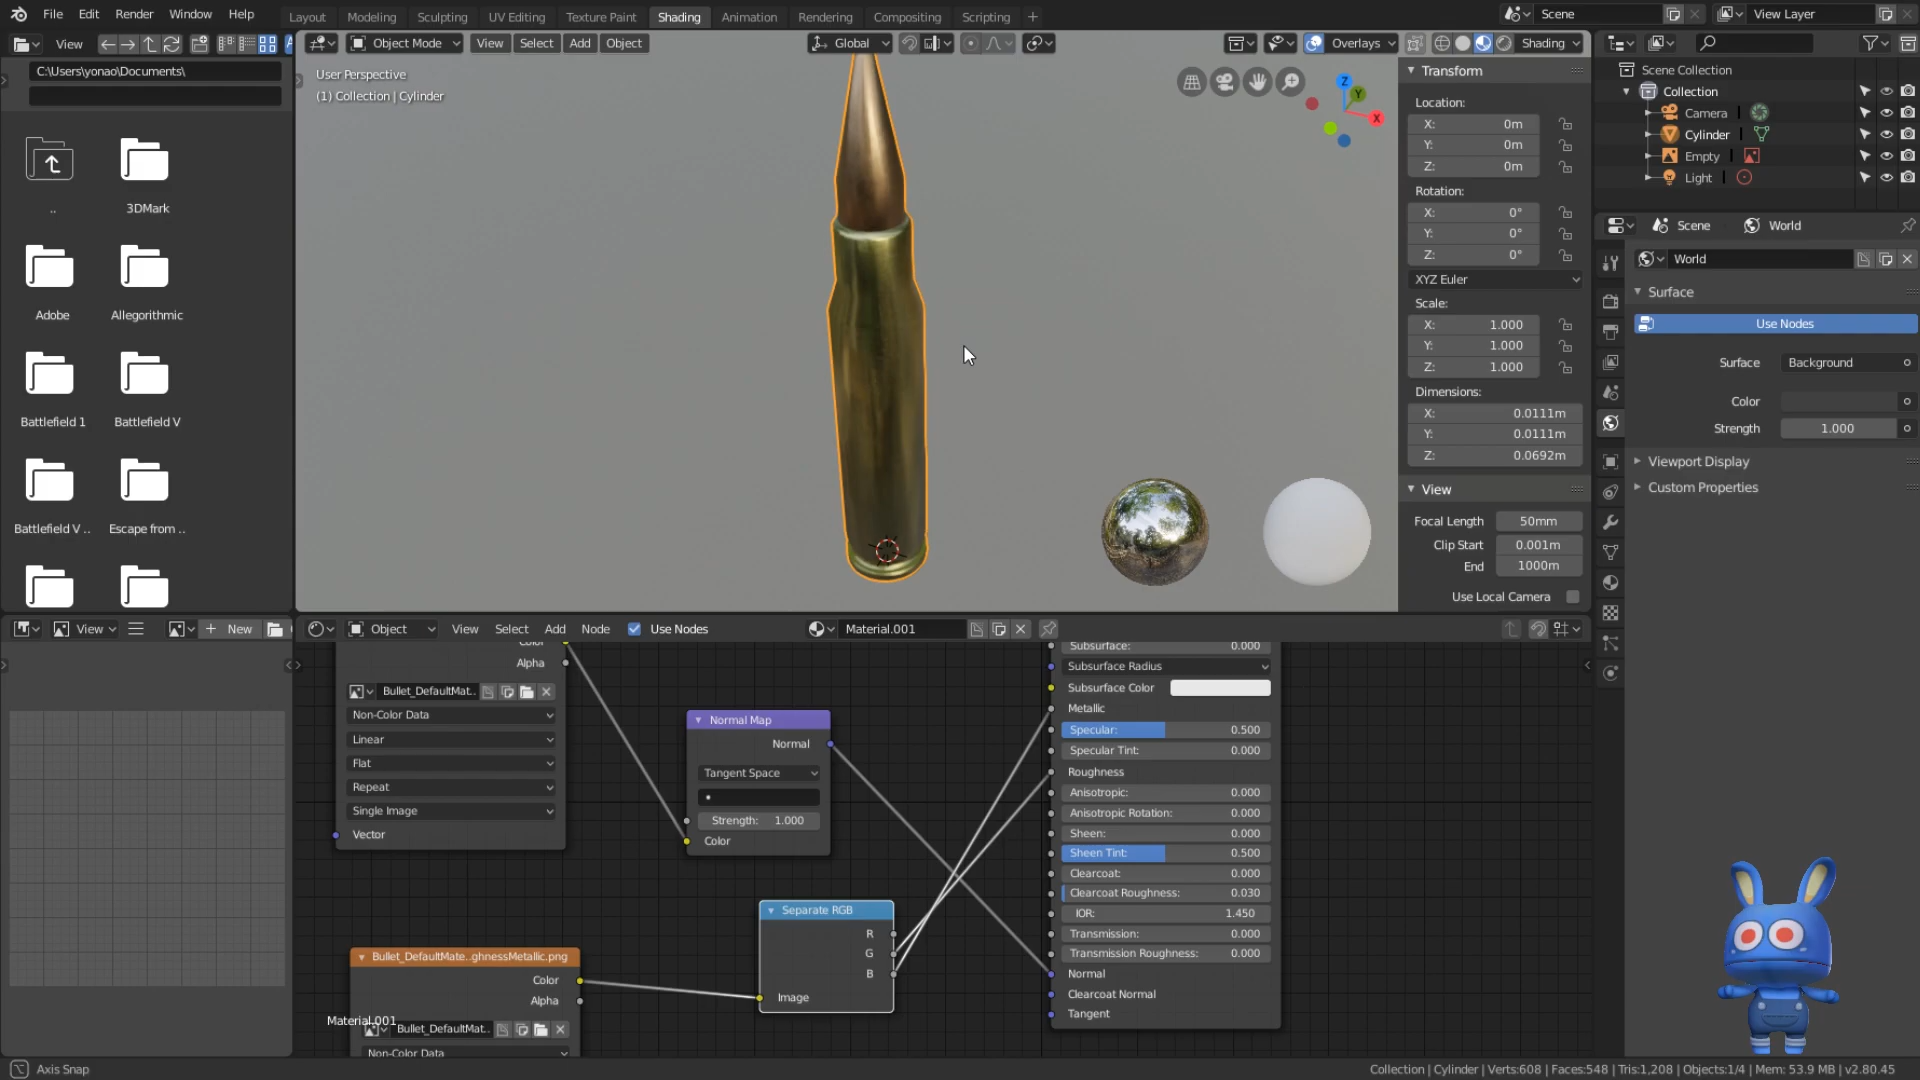 File Edit Render Window Help
Layout Modeling Sculpting UV Editing Texture Paint Shading Animation Rendering Compositing Scripting +
Scene
View Layer
View
C:\Users\yonao\Documents\
..
3DMark
Adobe
Allegorithmic
Battlefield 1
Battlefield V
Battlefield V ..
Escape from ..
Object Mode View Select Add Object
Global
Overlays
Shading
User Perspective
(1) Collection | Cylinder
Z
Y
X
Transform
Location:
X: 0m
Y: 0m
Z: 0m
Rotation:
X: 0°
Y: 0°
Z: 0°
XYZ Euler
Scale:
X: 1.000
Y: 1.000
Z: 1.000
Dimensions:
X: 0.0111m
Y: 0.0111m
Z: 0.0692m
View
Focal Length 50mm
Clip Start 0.001m
End 1000m
Use Local Camera
Scene Collection
Collection
Camera
Cylinder
Empty
Light
Scene World
World
Surface
Use Nodes
Surface Background
Color
Strength 1.000
Viewport Display
Custom Properties
View
+ New
Object View Select Add Node Use Nodes
Material.001
Color
Alpha
Bullet_DefaultMat..
Non-Color Data
Linear
Flat
Repeat
Single Image
Vector
Normal Map
Normal
Tangent Space
Strength: 1.000
Color
Separate RGB
R
G
B
Image
Bullet_DefaultMate..ghnessMetallic.png
Color
Alpha
Material.001
Bullet_DefaultMat..
Non-Color Data
Subsurface: 0.000
Subsurface Radius
Subsurface Color
Metallic
Specular: 0.500
Specular Tint: 0.000
Roughness
Anisotropic: 0.000
Anisotropic Rotation: 0.000
Sheen: 0.000
Sheen Tint: 0.500
Clearcoat: 0.000
Clearcoat Roughness: 0.030
IOR: 1.450
Transmission: 0.000
Transmission Roughness: 0.000
Normal
Clearcoat Normal
Tangent
Axis Snap
Collection | Cylinder | Verts:608 | Faces:548 | Tris:1,208 | Objects:1/4 | Mem: 53.9 MB | v2.80.45